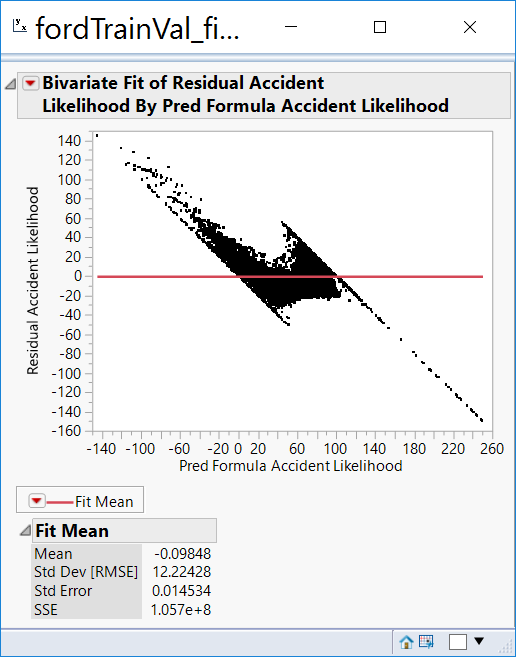 fordTrainVal_fi...
Bivariate Fit of Residual Accident
Likelihood By Pred Formula Accident Likelihood
Residual Accident Likelihood
140
120
100
80
60
40
20
0
-20
-40
-60
-80
-100
-120
-140
-160
-140 -100 -60 -20 0 20 60 100 140 180 220 260
Pred Formula Accident Likelihood
Fit Mean
Fit Mean
Mean -0.09848
Std Dev [RMSE] 12.22428
Std Error 0.014534
SSE 1.057e+8